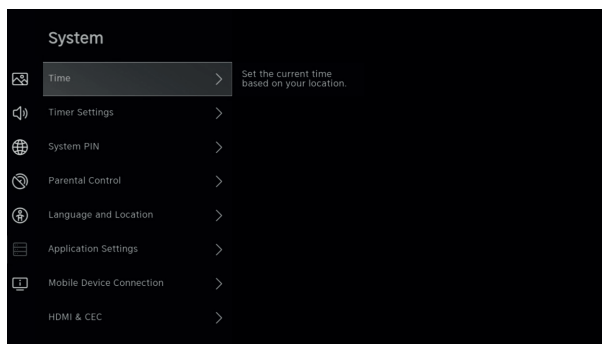 System
Time
Set the current time
based on your location.
Timer Settings
System PIN
Parental Control
Language and Location
Application Settings
Mobile Device Connection
HDMI & CEC